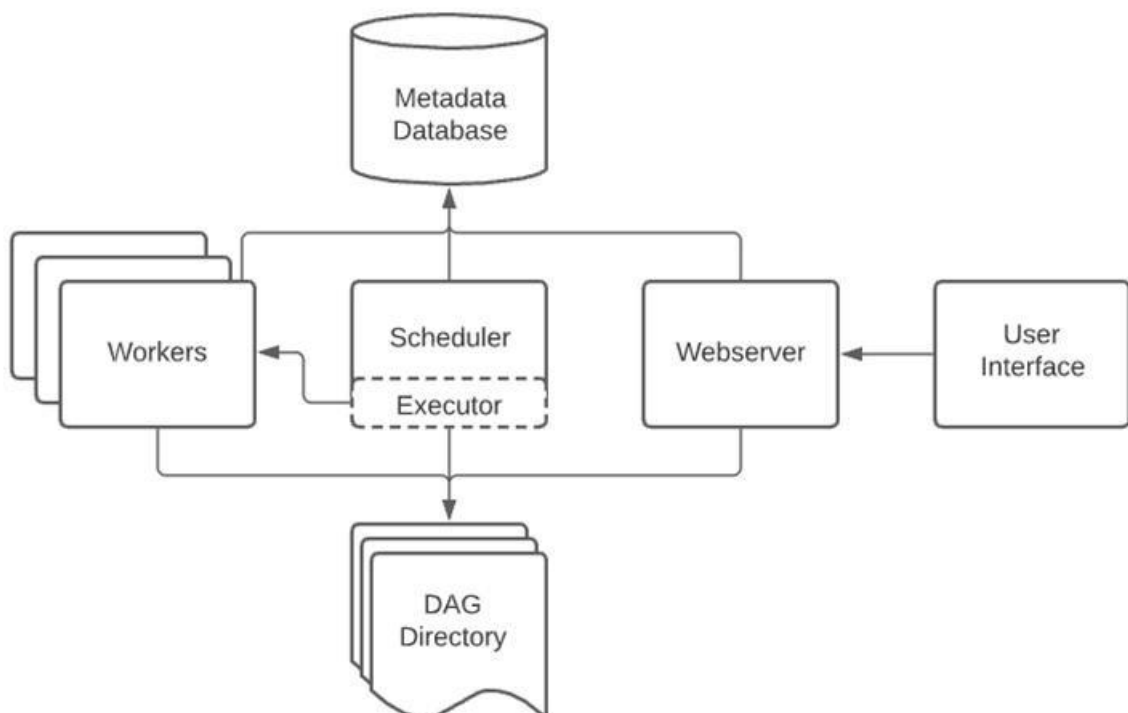 Metadata
Database
Workers
Scheduler
Executor
Webserver
User
Interface
DAG
Directory